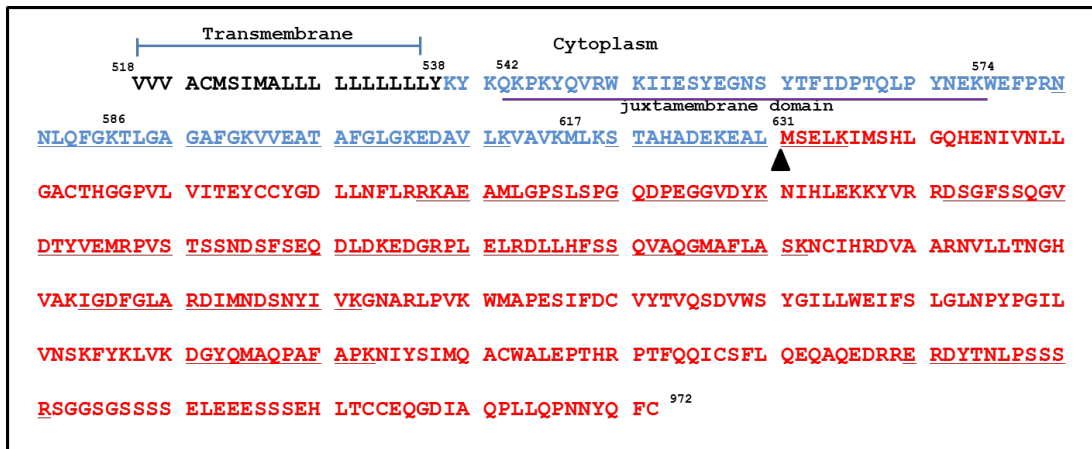 Transmembrane
Cytoplasm
518 538 542 574
VVV ACMSIMALLL LLLLLLLLYKYK QKPKYQVRW KIIESYEGNS YTFIDPTQLP YNEKWEFPRN
juxtamembrane domain
586 617 631
NLQFGKTLGA GAFGKVVEAT AFGLGKEDAV LKVAVKMLKS TAHADEKEAL MSELKIMSHL GQHENIVNLL
GACTHGGPVL VITEYCCYGD LLNFLRRKAE AMLGPSLSPG QDPEGGVDYK NIHLEKKYVR RDSGFSSQGV
DTYVEMRPVS TSSNDSFSEQ DLDKEDGRPL ELRDLLHFSS QVAQGMAFLA SKNCIHRDVA ARNVLLTNGH
VAKIGDFGLA RDIMNDSNYI VKGNARLPVK WMAPESIFDC VYTVQSDVWS YGILLWEIFS LGLNPYPGIL
VNSKFYKLVK DGYQMAQPAF APKNIYSIMQ ACWALEPTHR PTFQQICSFL QEQAQEDRRE RDYTNLPSSS
RSGGSGSSSS ELEEESSSEH LTCCEQGDIA QPLLQPNNYQ FC 972